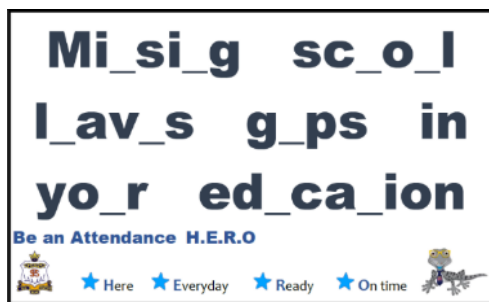 Mi_si_g sc_o_l
l_av_s g_ps in
yo_r ed_ca_ion
Be an Attendance H.E.R.O
Here Everyday Ready On time